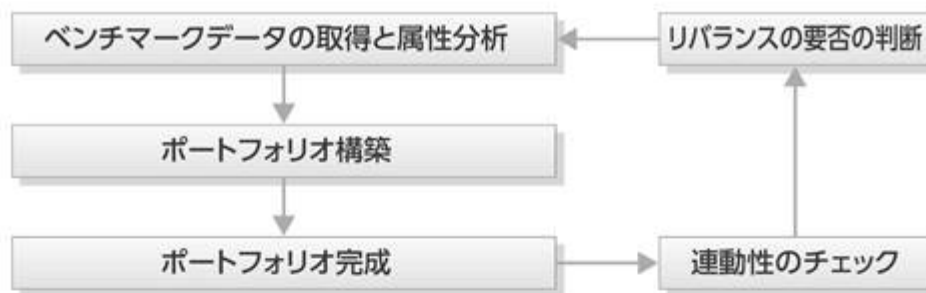 ベンチマークデータの取得と属性分析
リバランスの要否の判断
ポートフォリオ構築
ポートフォリオ完成
連動性のチェック